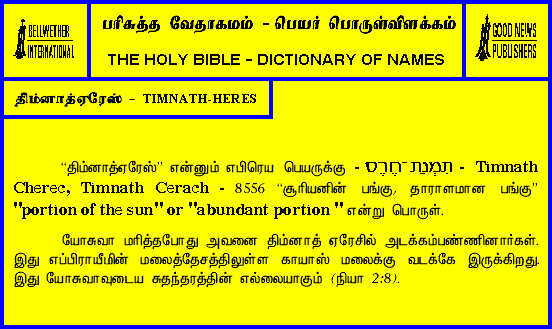 BELLWETHER
INTERNATIONAL
பரிசுத்த வேதாகமம் - பெயர் பொருள்விளக்கம்
THE HOLY BIBLE - DICTIONARY OF NAMES
GOOD NEWS
PUBLISHERS
திம்னாத்ஏரேஸ் - TIMNATH-HERES
“திம்னாத்ஏரேஸ்” என்னும் எபிரெய பெயருக்கு - תִּמְנַת־חֶרֶס - Timnath
Cherec, Timnath Cerach - 8556 “சூரியனின் பங்கு, தாராளமான பங்கு”
"portion of the sun" or "abundant portion " என்று பொருள்.
யோசுவா மரித்தபோது அவனை திம்னாத் ஏரேசில் அடக்கம்பண்ணினார்கள்.
இது எப்பிராயீமின் மலைத்தேசத்திலுள்ள காயாஸ் மலைக்கு வடக்கே இருக்கிறது.
இது யோசுவாவுடைய சுதந்தரத்தின் எல்லையாகும் (நியா 2:8).